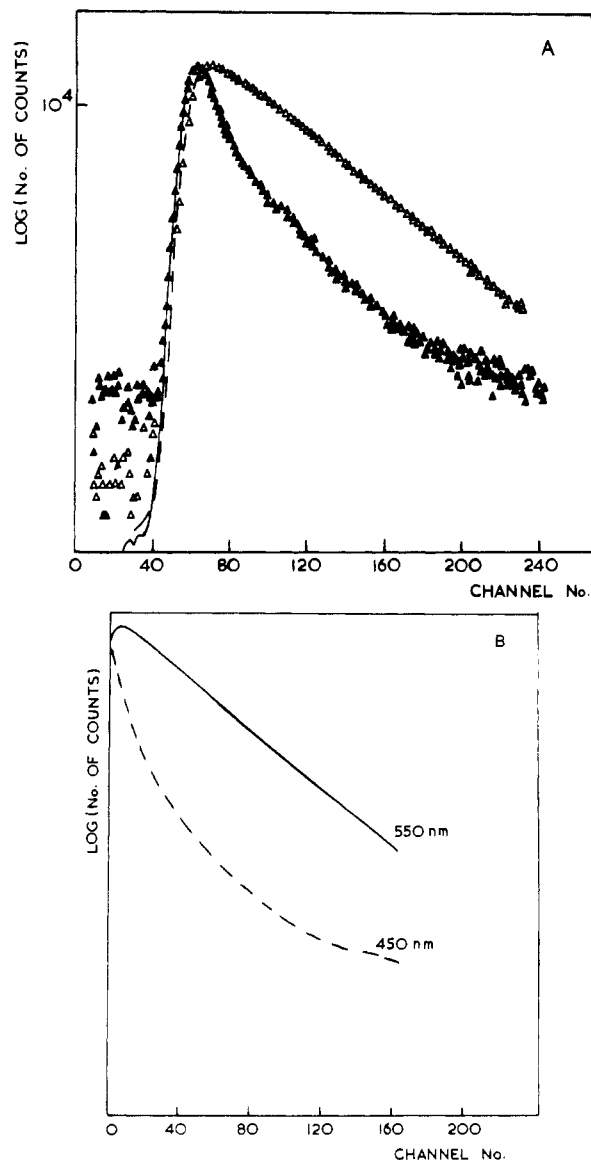 A
LOG (No. OF COUNTS)
10⁴
0 40 80 120 160 200 240
CHANNEL No.
B
LOG (No. OF COUNTS)
550 nm
450 nm
0 40 80 120 160 200
CHANNEL No.